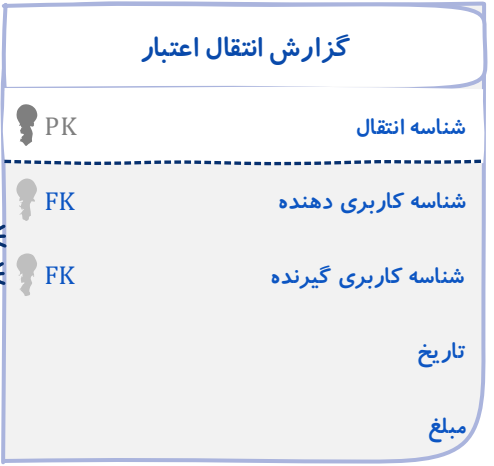 گزارش انتقال اعتبار
شناسه انتقال PK
شناسه کاربری دهنده FK
شناسه کاربری گیرنده FK
تاریخ
مبلغ